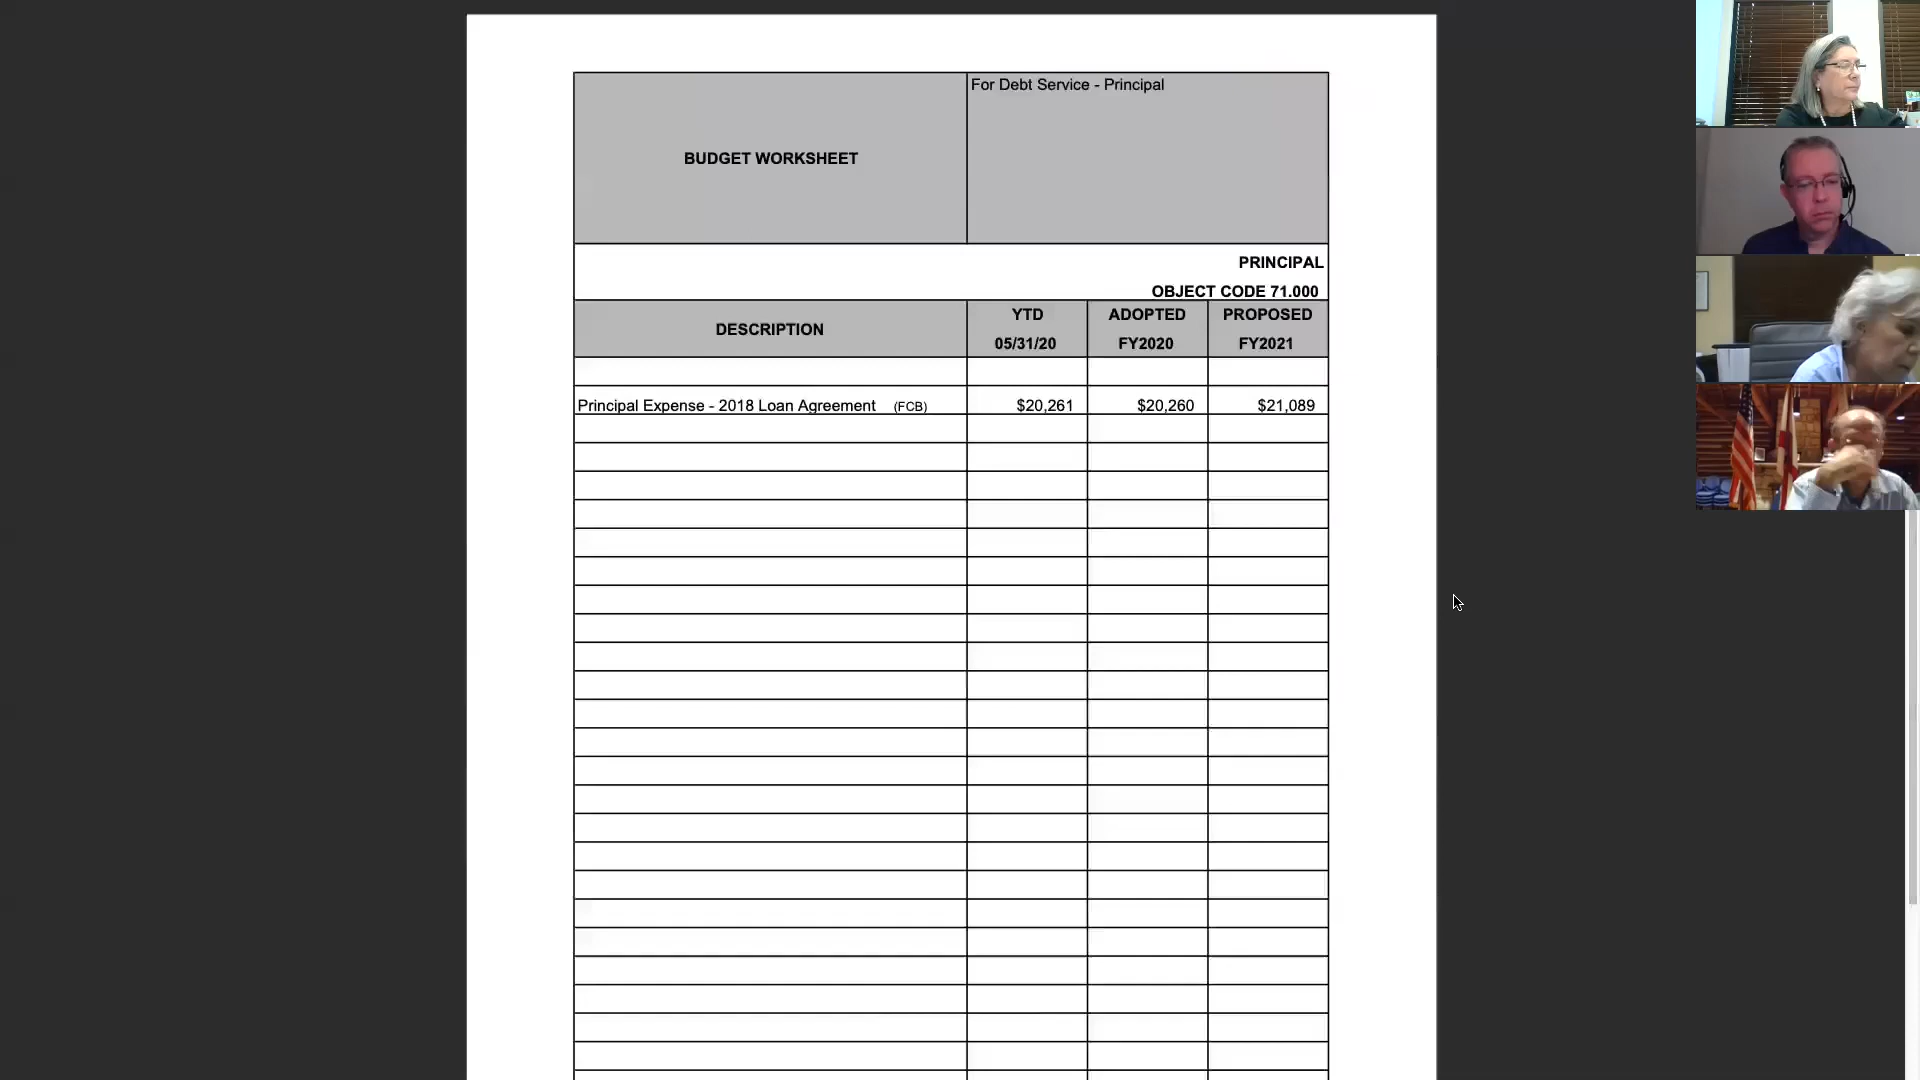 For Debt Service - Principal
BUDGET WORKSHEET
PRINCIPAL
OBJECT CODE 71.000
DESCRIPTION
YTD
05/31/20
ADOPTED
FY2020
PROPOSED
FY2021
Principal Expense - 2018 Loan Agreement (FCB) $20,261 $20,260 $21,089